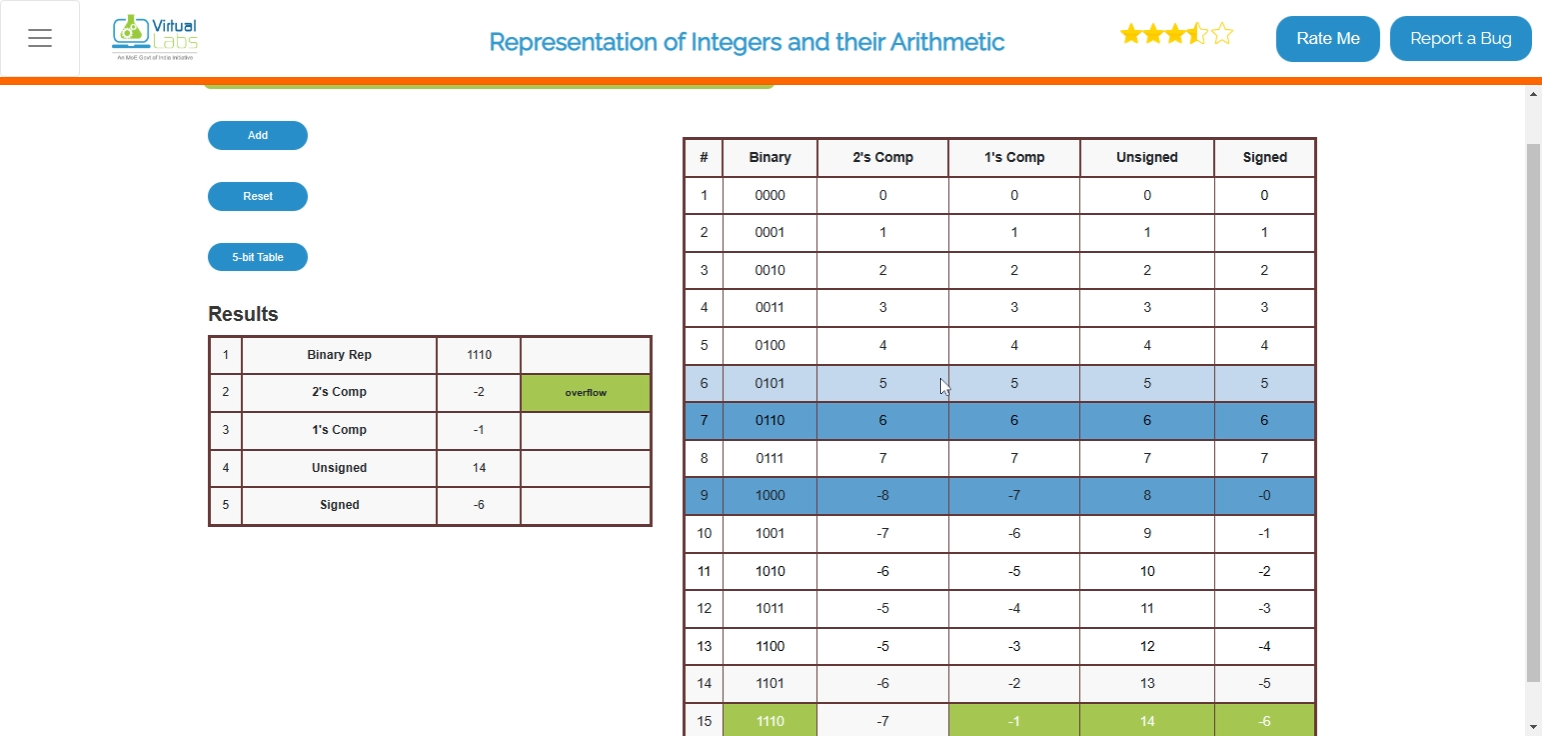 Virtual
Labs
An MoE Govt of India Initiative
Representation of Integers and their Arithmetic
Rate Me
Report a Bug
Add
Reset
5-bit Table
Results
1 Binary Rep 1110
2 2's Comp -2 overflow
3 1's Comp -1
4 Unsigned 14
5 Signed -6
# Binary 2's Comp 1's Comp Unsigned Signed
1 0000 0 0 0 0
2 0001 1 1 1 1
3 0010 2 2 2 2
4 0011 3 3 3 3
5 0100 4 4 4 4
6 0101 5 5 5 5
7 0110 6 6 6 6
8 0111 7 7 7 7
9 1000 -8 -7 8 -0
10 1001 -7 -6 9 -1
11 1010 -6 -5 10 -2
12 1011 -5 -4 11 -3
13 1100 -5 -3 12 -4
14 1101 -6 -2 13 -5
15 1110 -7 -1 14 -6